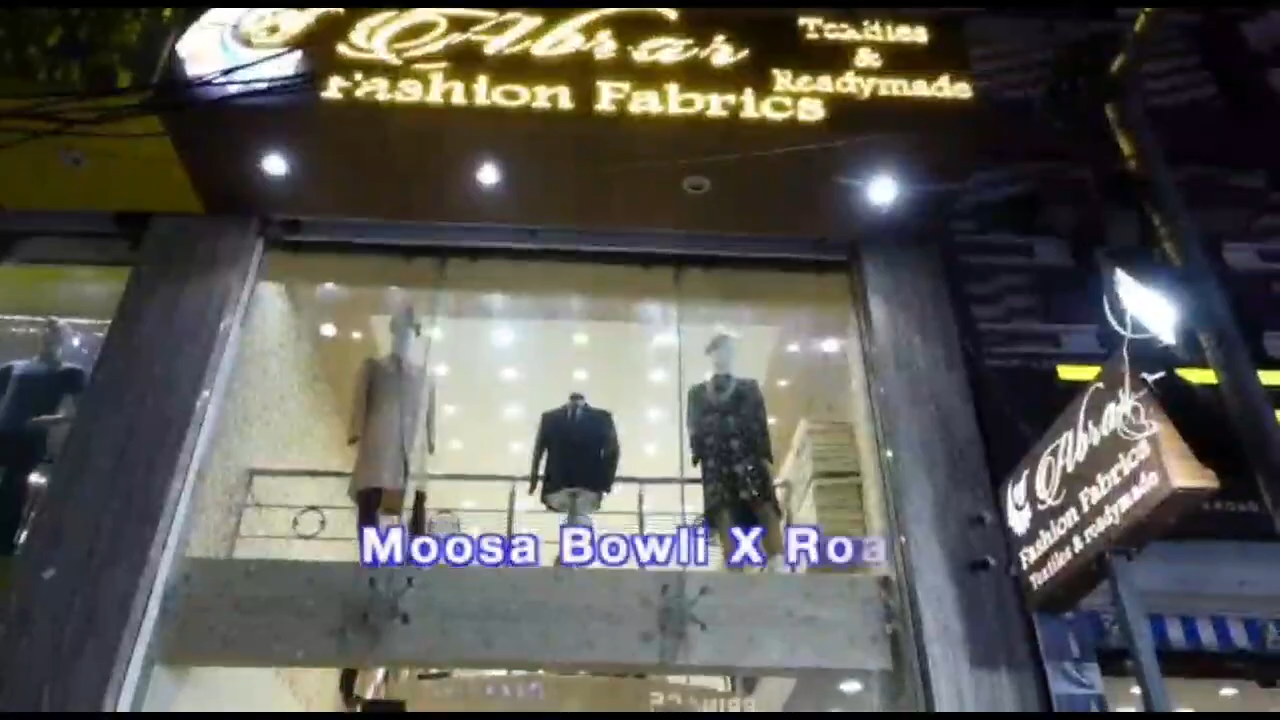 Abrar
Fashion Fabrics
Textiles
&
Readymade
Moosa Bowli X Roa
Abrar
Fashion Fabrics
Textiles & readymade